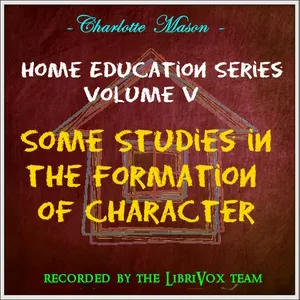 - Charlotte Mason -
HOME EDUCATION SERIES
VOLUME V
SOME STUDIES IN
THE FORMATION
OF CHARACTER
RECORDED BY THE LIBRIVOX TEAM